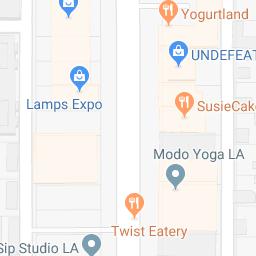 Yogurtland
UNDEFEAT
Lamps Expo
SusieCake
Modo Yoga LA
Twist Eatery
Sip Studio LA